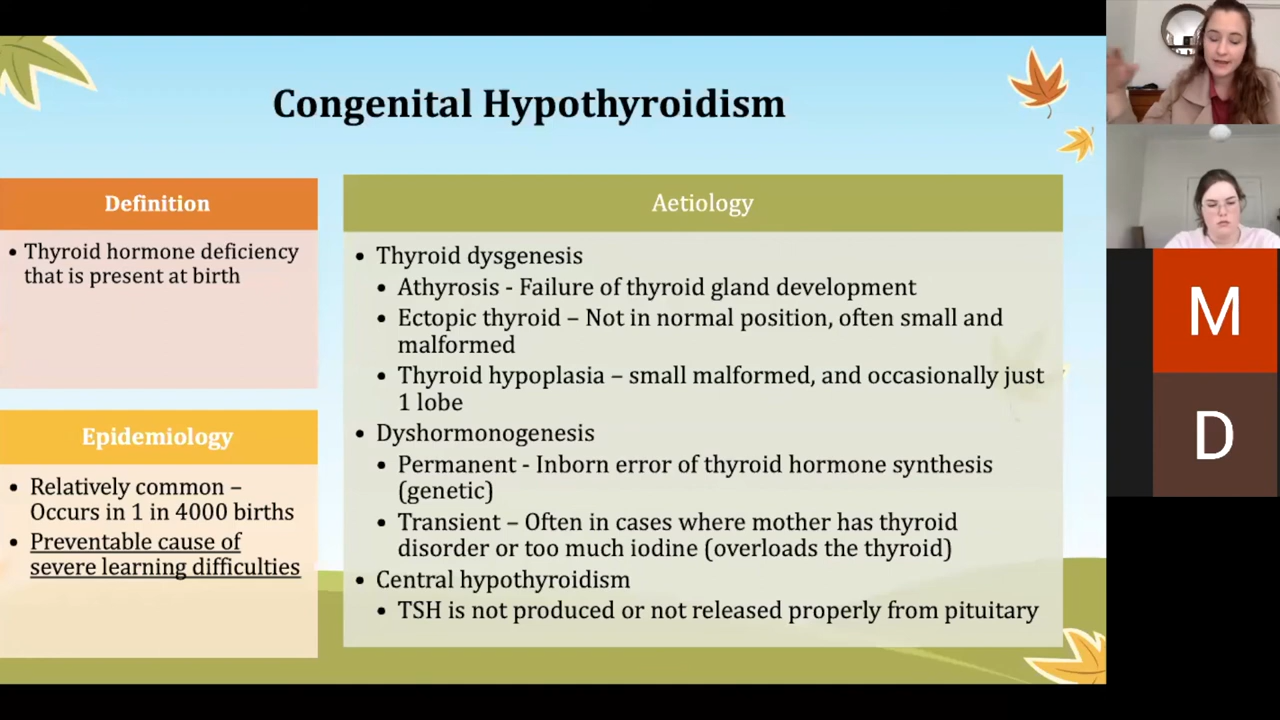 Congenital Hypothyroidism
Definition
• Thyroid hormone deficiency
that is present at birth
Epidemiology
• Relatively common –
Occurs in 1 in 4000 births
• Preventable cause of
severe learning difficulties
Aetiology
• Thyroid dysgenesis
• Athyrosis - Failure of thyroid gland development
• Ectopic thyroid – Not in normal position, often small and
malformed
• Thyroid hypoplasia – small malformed, and occasionally just
1 lobe
• Dyshormonogenesis
• Permanent - Inborn error of thyroid hormone synthesis
(genetic)
• Transient – Often in cases where mother has thyroid
disorder or too much iodine (overloads the thyroid)
• Central hypothyroidism
• TSH is not produced or not released properly from pituitary
M
D